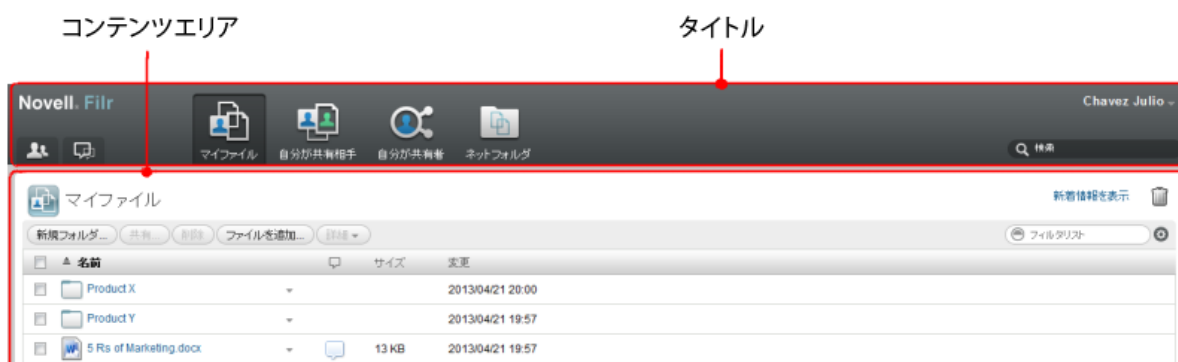 コンテンツエリア
タイトル
Novell. Filr
Chavez Julio
マイファイル
自分が共有相手
自分が共有者
ネットフォルダ
検索
マイファイル
新着情報を表示
新規フォルダ...
共有...
削除
ファイルを追加...
詳細
フィルタリスト
名前
サイズ
変更
Product X
2013/04/21 20:00
Product Y
2013/04/21 19:57
5 Rs of Marketing.docx
13 KB
2013/04/21 19:57